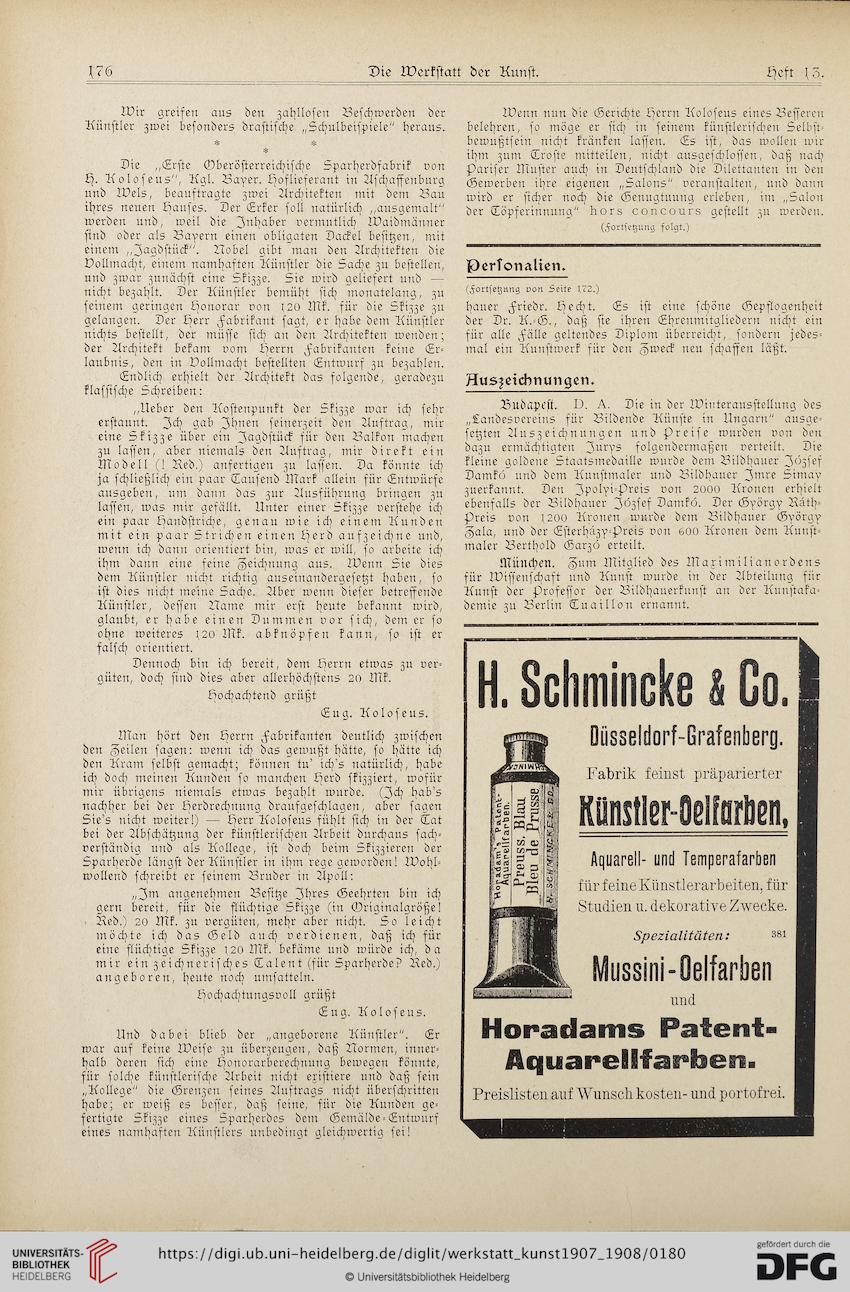 176
Die Werkstatt der Kunst.
Heft 13.
Wir greifen aus den zahllosen Beschwerden der
Künstler zwei besonders drastische „Schulbeispiele“ heraus.
* * *
Die „Erste Oberösterreichische Sparherdfabrik von
H. Koloseus“, Kgl. Bayer. Hoflieferant in Aschaffenburg
und Wels, beauftragte zwei Architekten mit dem Bau
ihres neuen Hauses. Der Erker soll natürlich „ausgemalt“
werden und, weil die Inhaber vermutlich Waidmänner
sind oder als Bayern einen obligaten Dackel besitzen, mit
einem „Jagdstück“. Nobel gibt man den Architekten die
Vollmacht, einem namhaften Künstler die Sache zu bestellen,
und zwar zunächst eine Skizze. Sie wird geliefert und —
nicht bezahlt. Der Künstler bemüht sich monatelang, zu
seinem geringen Honorar von 120 Mk. für die Skizze zu
gelangen. Der Herr Fabrikant sagt, er habe dem Künstler
nichts bestellt, der müsse sich an den Architekten wenden;
der Architekt bekam vom Herrn Fabrikanten keine Er-
laubnis, den in Vollmacht bestellten Entwurf zu bezahlen.
Endlich erhielt der Architekt das folgende, geradezu
klassische Schreiben:
„Ueber den Kostenpunkt der Skizze war ich sehr
erstaunt. Ich gab Ihnen seinerzeit den Auftrag, mir
eine Skizze über ein Jagdstück für den Balkon machen
zu lassen, aber niemals den Auftrag, mir direkt ein
Modell (! Red.) anfertigen zu lassen. Da könnte ich
ja schließlich ein paar Tausend Mark allein für Entwürfe
ausgeben, um dann das zur Ausführung bringen zu
lassen, was mir gefällt. Unter einer Skizze verstehe ich
ein paar Handstriche, genau wie ich einem Kunden
mit ein paar Strichen einen Herd aufzeichne und,
wenn ich dann orientiert bin, was er will, so arbeite ich
ihm dann eine feine Zeichnung aus. Wenn Sie dies
dem Künstler nicht richtig auseinandergesetzt haben, so
ist dies nicht meine Sache. Aber wenn dieser betreffende
Künstler, dessen Name mir erst heute bekannt wird,
glaubt, er habe einen Dummen vor sich, dem er so
ohne weiteres 120 Mk. abknöpfen kann, so ist er
falsch orientiert.
Dennoch bin ich bereit, dem Herrn etwas zu ver-
güten, doch sind dies aber allerhöchstens 20 Mk.
Hochachtend grüßt
Eug. Koloseus.
Man hört den Herrn Fabrikanten deutlich zwischen
den Zeilen sagen: wenn ich das gewußt hätte, so hätte ich
den Kram selbst gemacht; können tu' ich's natürlich, habe
ich doch meinen Kunden so manchen Herd skizziert, wofür
mir übrigens niemals etwas bezahlt wurde. (Ich hab's
nachher bei der Herdrechnung draufgeschlagen, aber sagen
Sie's nicht weiter!) — Herr Koloseus fühlt sich in der Tat
bei der Abschätzung der künstlerischen Arbeit durchaus sach-
verständig und als Kollege, ist doch beim Skizzieren der
Sparherde längst der Künstler in ihm rege geworden! Wohl-
wollend schreibt er seinem Bruder in Apoll:
„Im angenehmen Besitze Ihres Geehrten bin ich
gern bereit, für die flüchtige Skizze (in Originalgröße!
Red.) 20 Mk. zu vergüten, mehr aber nicht. So leicht
möchte ich das Geld auch verdienen, daß ich für
eine flüchtige Skizze 120 Mk. bekäme und würde ich, da
mir ein zeichnerisches Talent (für Sparherde? Red.)
angeboren, heute noch umsatteln.
Hochachtungsvoll grüßt
Eug. Koloseus.
Und dabei blieb der „angeborene Künstler“. Er
war auf keine Weise zu überzeugen, daß Normen, inner-
halb deren sich eine Honorarberechnung bewegen könnte,
für solche künstlerische Arbeit nicht existiere und daß sein
„Kollege“ die Grenzen seines Auftrags nicht überschritten
habe; er weiß es besser, daß seine, für die Kunden ge-
fertigte Skizze eines Sparherdes dem Gemälde-Entwurf
eines namhaften Künstlers unbedingt gleichwertig sei!
Wenn nun die Gerichte Herrn Koloseus eines Besseren
belehren, so möge er sich in seinem künstlerischen Selbst-
bewußtsein nicht kränken lassen. Es ist, das wollen wir
ihm zum Troste mitteilen, nicht ausgeschlossen, daß nach
Pariser Muster auch in Deutschland die Dilettanten in den
Gewerben ihre eigenen „Salons“ veranstalten, und dann
wird er sicher noch die Genugtuung erleben, im „Salon
der Töpferinnung“ hors concours gestellt zu werden.
(Fortsetzung folgt.)
Personalien.
(Fortsetzung von Seite 172.)
hauer Friedr. Hecht. Es ist eine schöne Gepflogenheit
der Dr. K.-G., daß sie ihren Ehrenmitgliedern nicht ein
für alle Fälle geltendes Diplom überreicht, sondern jedes-
mal ein Kunstwerk für den Zweck neu schaffen läßt.
Auszeichnungen.
Budapest. D. A. Die in der Winterausstellung des
„Landesvereins für Bildende Künste in Ungarn“ ausge-
setzten Auszeichnungen und Preise wurden von den
dazu ermächtigten Jurys folgendermaßen verteilt. Die
kleine goldene Staatsmedaille wurde dem Bildhauer József
Damkó und dem Kunstmaler und Bildhauer Imre Simay
zuerkannt. Den Ipolyi-Preis von 2000 Kronen erhielt
ebenfalls der Bildhauer József Damkó. Der György Ráth-
Preis von 1200 Kronen wurde dem Bildhauer György
Zala, und der Esterházy-Preis von 600 Kronen dem Kunst-
maler Berthold Garzó erteilt.
München. Zum Mitglied des Maximilianordens
für Wissenschaft und Kunst wurde in der Abteilung für
Kunst der Professor der Bildhauerkunst an der Kunstaka-
demie zu Berlin Tuaillon ernannt.
H. Schmincke & Co.
Düsseldorf-Grafenberg.
Fabrik feinst präparierter
Künstler-Oelfarben,
Aquarell- und Temperafarben
für feine Künstlerarbeiten, für
Studien u. dekorative Zwecke.
Spezialitäten: 381
Mussini-Oelfarben
und
Horadams Patent-
Aquarellfarben.
Preislisten auf Wunsch kosten- und portofrei.
Horadam's Patent-
Aquarellfarben.
Preuss. Blau
Bleu de Prusse
H. SCHMINCKE & CO.
UNIVERSITÄTS-
BIBLIOTHEK
HEIDELBERG
https://digi.ub.uni-heidelberg.de/diglit/werkstatt_kunst1907_1908/0180
© Universitätsbibliothek Heidelberg
gefördert durch die
DFG